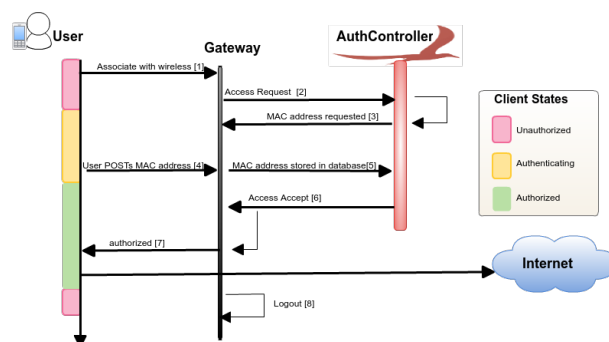 User
Gateway
AuthController
Associate with wireless [1]
Access Request [2]
MAC address requested [3]
User POSTs MAC address [4]
MAC address stored in database[5]
Access Accept [6]
authorized [7]
Internet
Logout [8]
Client States
Unauthorized
Authenticating
Authorized